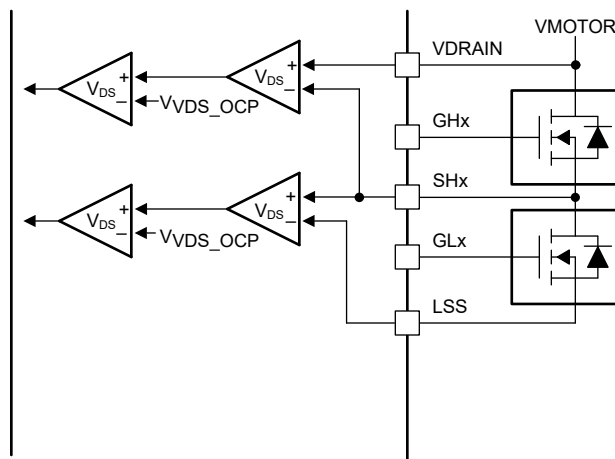 VMOTOR
VDRAIN
+
VDS
−
+
VDS
−
VVDS_OCP
GHx
SHx
+
VDS
−
+
VDS
−
VVDS_OCP
GLx
LSS